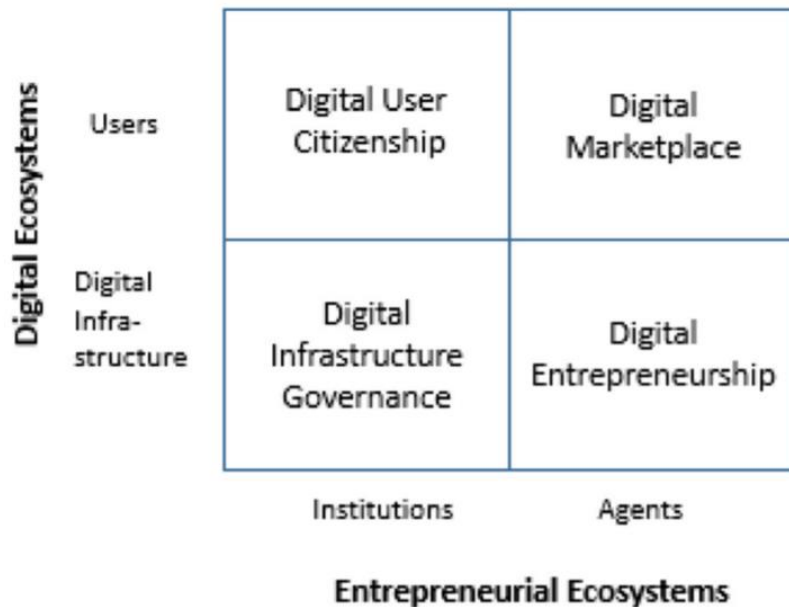 Digital Ecosystems
Users
Digital User
Citizenship
Digital
Marketplace
Digital
Infra-
structure
Digital
Infrastructure
Governance
Digital
Entrepreneurship
Institutions
Agents
Entrepreneurial Ecosystems